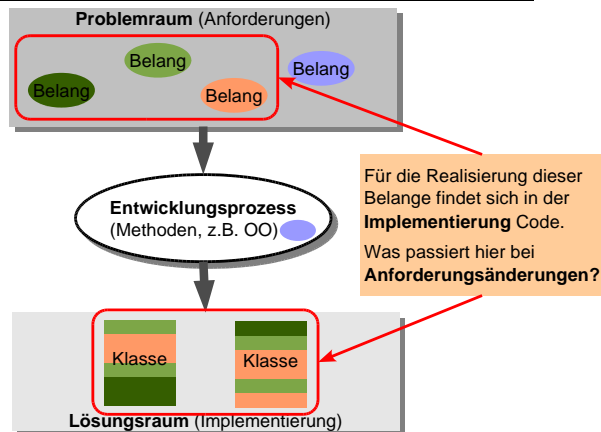 Problemraum (Anforderungen)
Belang
Belang
Belang
Belang
Für die Realisierung dieser
Belange findet sich in der
Implementierung Code.
Was passiert hier bei
Anforderungsänderungen?
Entwicklungsprozess
(Methoden, z.B. OO)
Klasse
Klasse
Lösungsraum (Implementierung)